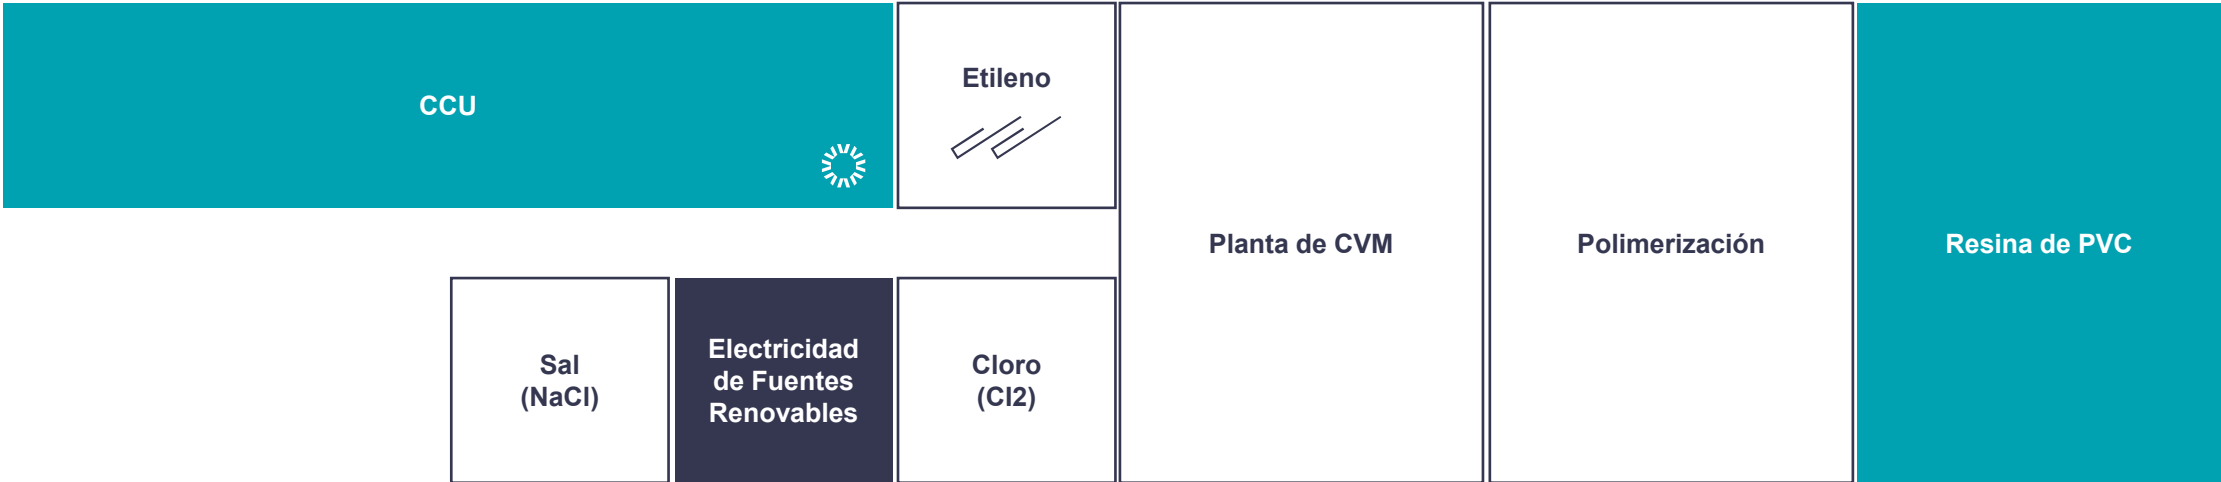 CCU
Etileno
Planta de CVM
Polimerización
Resina de PVC
Sal
(NaCl)
Electricidad
de Fuentes
Renovables
Cloro
(Cl2)